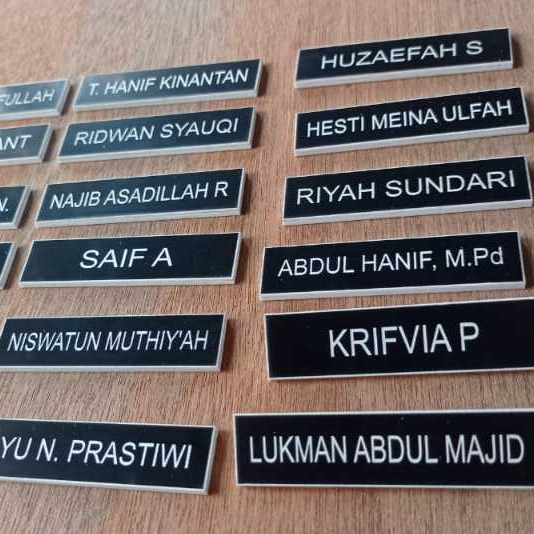 FULLAH
T. HANIF KINANTAN
HUZAEFAH S
ANT
RIDWAN SYAUQI
HESTI MEINA ULFAH
N.
NAJIB ASADILLAH R
RIYAH SUNDARI
SAIF A
ABDUL HANIF, M.Pd
NISWATUN MUTHIY'AH
KRIFVIA P
YU N. PRASTIWI
LUKMAN ABDUL MAJID